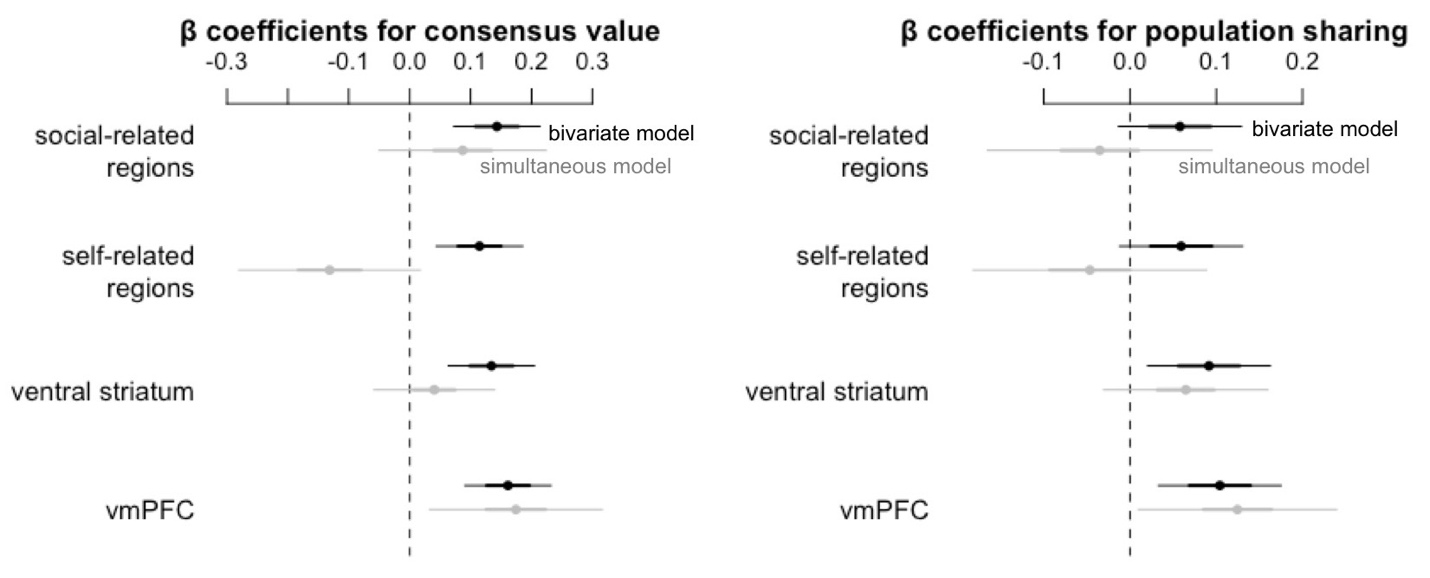 β coefficients for consensus value
-0.3 -0.1 0.0 0.1 0.2 0.3
social-related
regions
bivariate model
simultaneous model
self-related
regions
ventral striatum
vmPFC
β coefficients for population sharing
-0.1 0.0 0.1 0.2
social-related
regions
bivariate model
simultaneous model
self-related
regions
ventral striatum
vmPFC